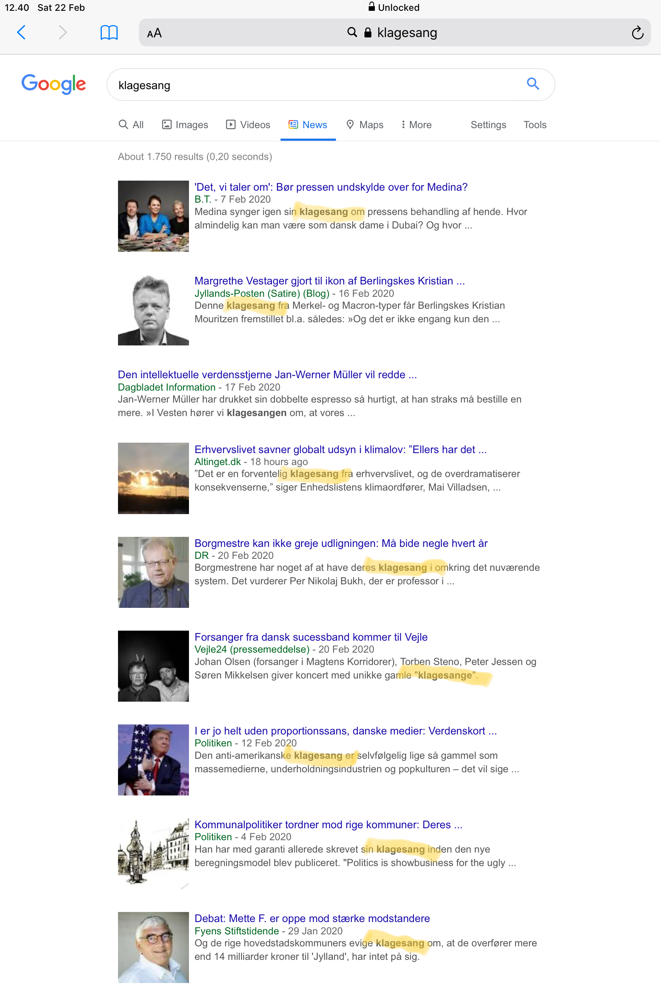 12.40 Sat 22 Feb
Unlocked
AA
klagesang
Google
klagesang
All Images Videos News Maps More Settings Tools
About 1.750 results (0,20 seconds)
'Det, vi taler om': Bør pressen undskylde over for Medina?
B.T. - 7 Feb 2020
Medina synger igen sin klagesang om pressens behandling af hende. Hvor
almindelig kan man være som dansk dame i Dubai? Og hvor ...
Margrethe Vestager gjort til ikon af Berlingskes Kristian ...
Jyllands-Posten (Satire) (Blog) - 16 Feb 2020
Denne klagesang fra Merkel- og Macron-typer får Berlingskes Kristian
Mouritzen fremstillet bl.a. således: »Og det er ikke engang kun den ...
Den intellektuelle verdensstjerne Jan-Werner Müller vil redde ...
Dagbladet Information - 17 Feb 2020
Jan-Werner Müller har drukket sin dobbelte espresso så hurtigt, at han straks må bestille en
mere. »I Vesten hører vi klagesangen om, at vores ...
Erhvervslivet savner globalt udsyn i klimalov: ”Ellers har det ...
Altinget.dk - 18 hours ago
”Det er en forventelig klagesang fra erhvervslivet, og de overdramatiserer
konsekvenserne,” siger Enhedslistens klimaordfører, Mai Villadsen, ...
Borgmestre kan ikke greje udligningen: Må bide negle hvert år
DR - 20 Feb 2020
Borgmestrene har noget af at have deres klagesang i omkring det nuværende
system. Det vurderer Per Nikolaj Bukh, der er professor i ...
Forsanger fra dansk sucessband kommer til Vejle
Vejle24 (pressemeddelse) - 20 Feb 2020
Johan Olsen (forsanger i Magtens Korridorer), Torben Steno, Peter Jessen og
Søren Mikkelsen giver koncert med unikke gamle "klagesange".
I er jo helt uden proportionssans, danske medier: Verdenskort ...
Politiken - 12 Feb 2020
Den anti-amerikanske klagesang er selvfølgelig lige så gammel som
massemedierne, underholdningsindustrien og popkulturen – det vil sige ...
Kommunalpolitiker tordner mod rige kommuner: Deres ...
Politiken - 4 Feb 2020
Han har med garanti allerede skrevet sin klagesang inden den nye
beregningsmodel blev publiceret. "Politics is showbusiness for the ugly ...
Debat: Mette F. er oppe mod stærke modstandere
Fyens Stiftstidende - 29 Jan 2020
Og de rige hovedstadskommuners evige klagesang om, at de overfører mere
end 14 milliarder kroner til 'Jylland', har intet på sig.